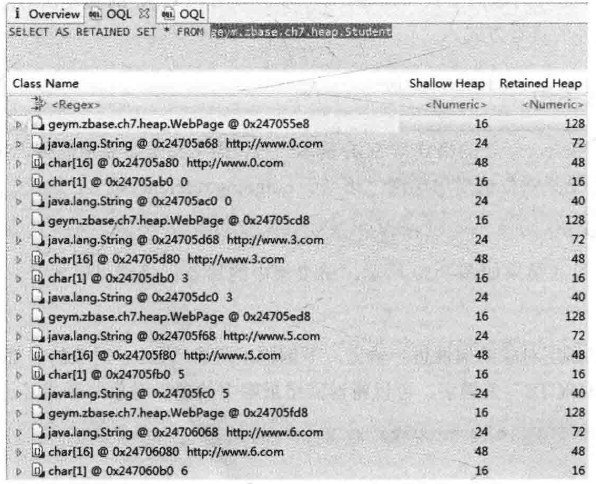 i Overview OQL OQL
SELECT AS RETAINED SET * FROM geym.zbase.ch7.heap.Student
Class Name Shallow Heap Retained Heap
<Regex> <Numeric> <Numeric>
geym.zbase.ch7.heap.WebPage @ 0x247055e8 16 128
java.lang.String @ 0x24705a68 http://www.0.com 24 72
char[16] @ 0x24705a80 http://www.0.com 48 48
char[1] @ 0x24705ab0 0 16 16
java.lang.String @ 0x24705ac0 0 24 40
geym.zbase.ch7.heap.WebPage @ 0x24705cd8 16 128
java.lang.String @ 0x24705d68 http://www.3.com 24 72
char[16] @ 0x24705d80 http://www.3.com 48 48
char[1] @ 0x24705db0 3 16 16
java.lang.String @ 0x24705dc0 3 24 40
geym.zbase.ch7.heap.WebPage @ 0x24705ed8 16 128
java.lang.String @ 0x24705f68 http://www.5.com 24 72
char[16] @ 0x24705f80 http://www.5.com 48 48
char[1] @ 0x24705fb0 5 16 16
java.lang.String @ 0x24705fc0 5 24 40
geym.zbase.ch7.heap.WebPage @ 0x24705fd8 16 128
java.lang.String @ 0x24706068 http://www.6.com 24 72
char[16] @ 0x24706080 http://www.6.com 48 48
char[1] @ 0x247060b0 6 16 16